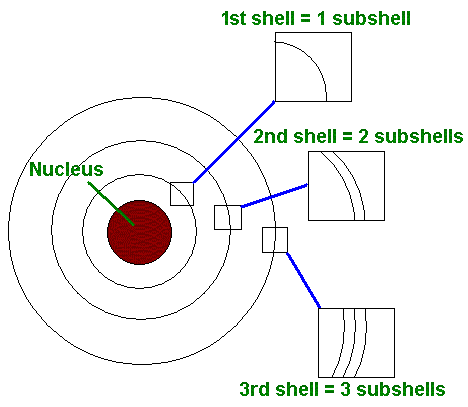 1st shell = 1 subshell
2nd shell = 2 subshells
Nucleus
3rd shell = 3 subshells